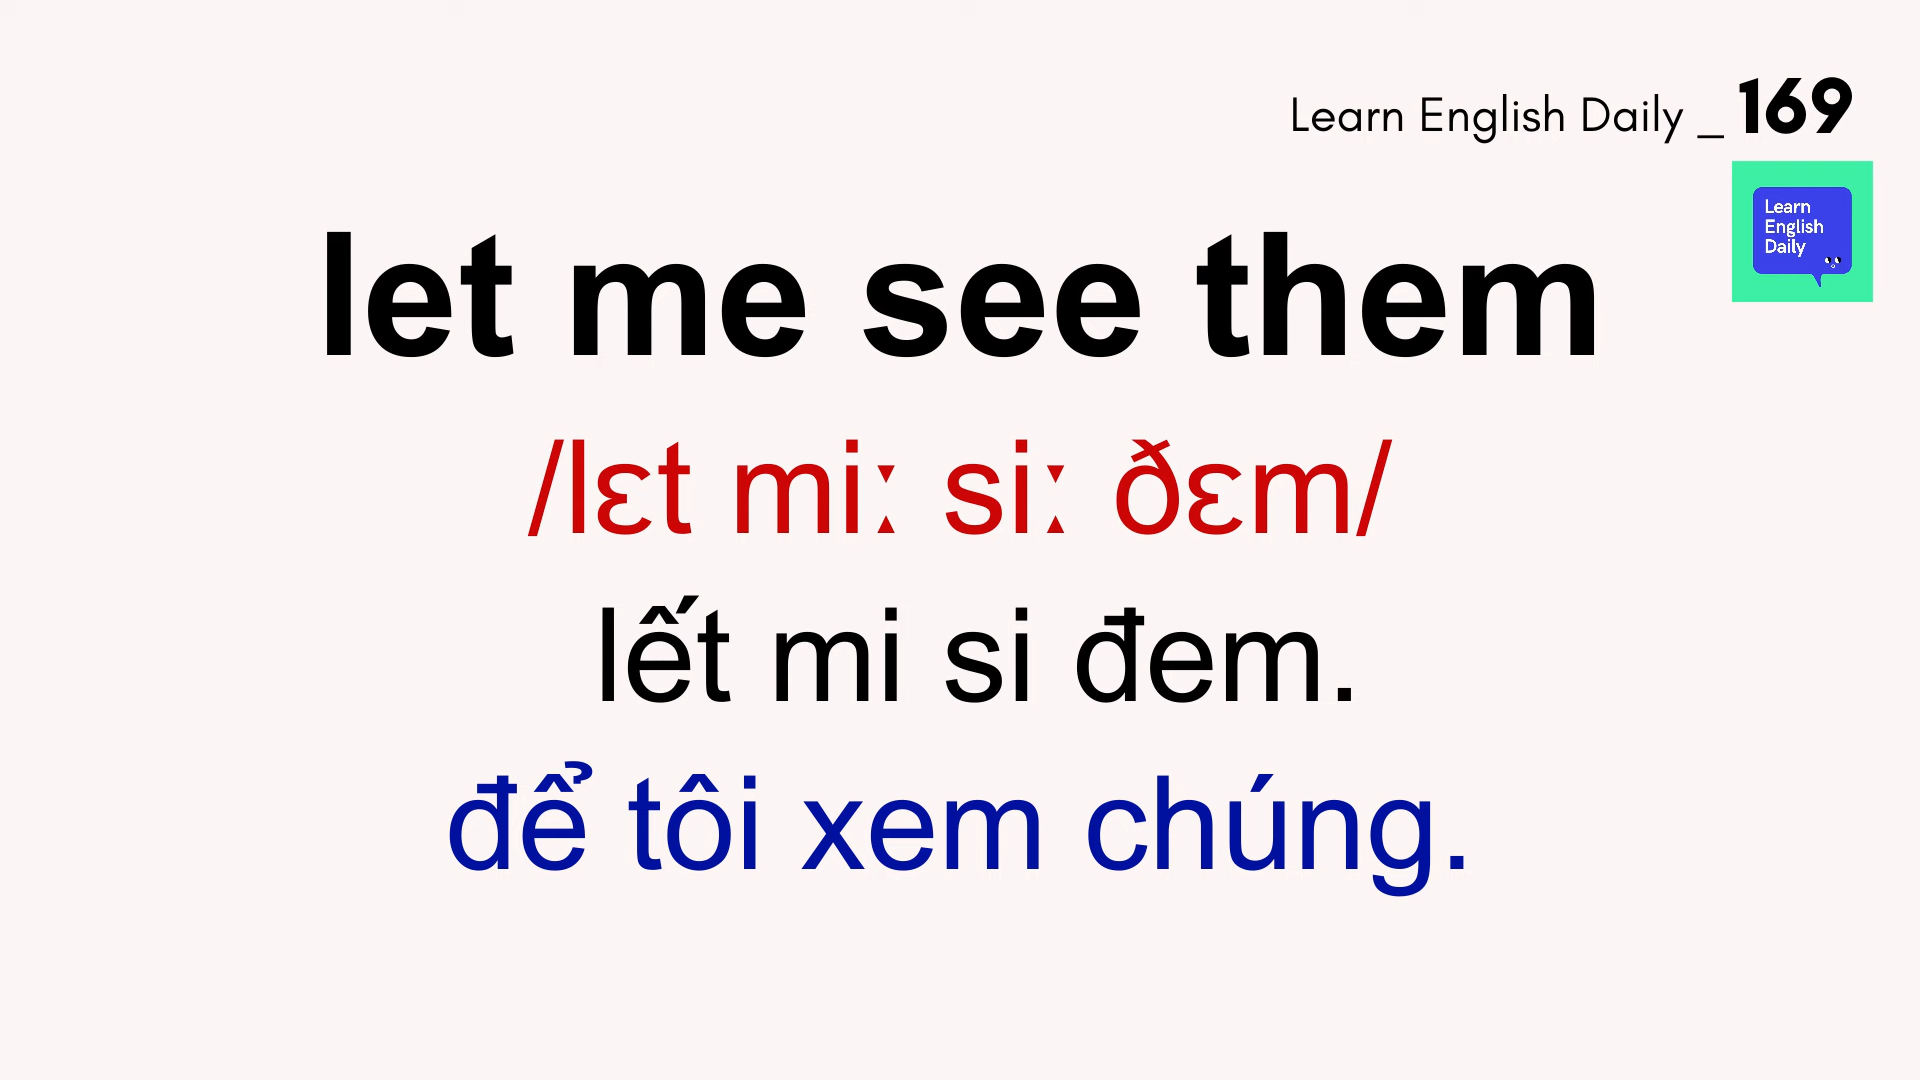 Learn English Daily _ 169
Learn
English
Daily
let me see them
/lɛt miː siː ðɛm/
lết mi si đem.
để tôi xem chúng.